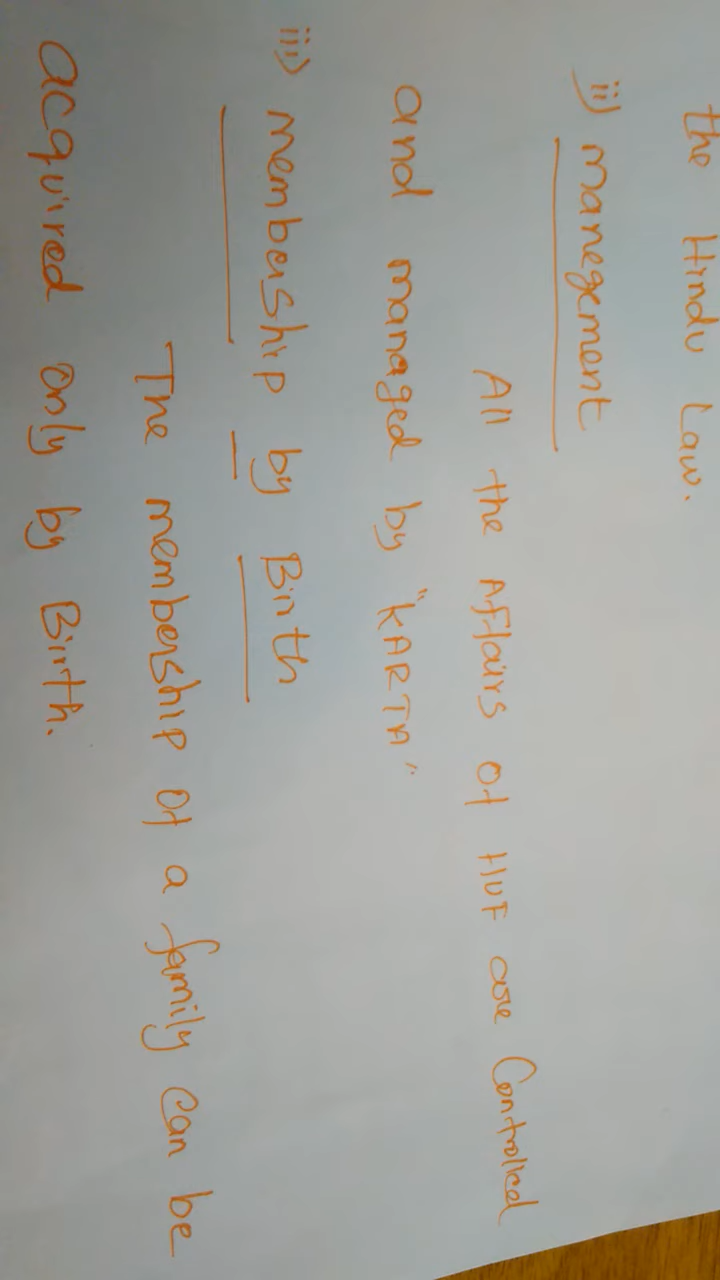 the Hindu Law.
ii) manegement
All the Affairs of HUF are Controlled
and managed by "KARTA"
iii) membership by Birth
The membership of a family can be
acquired only by Birth.